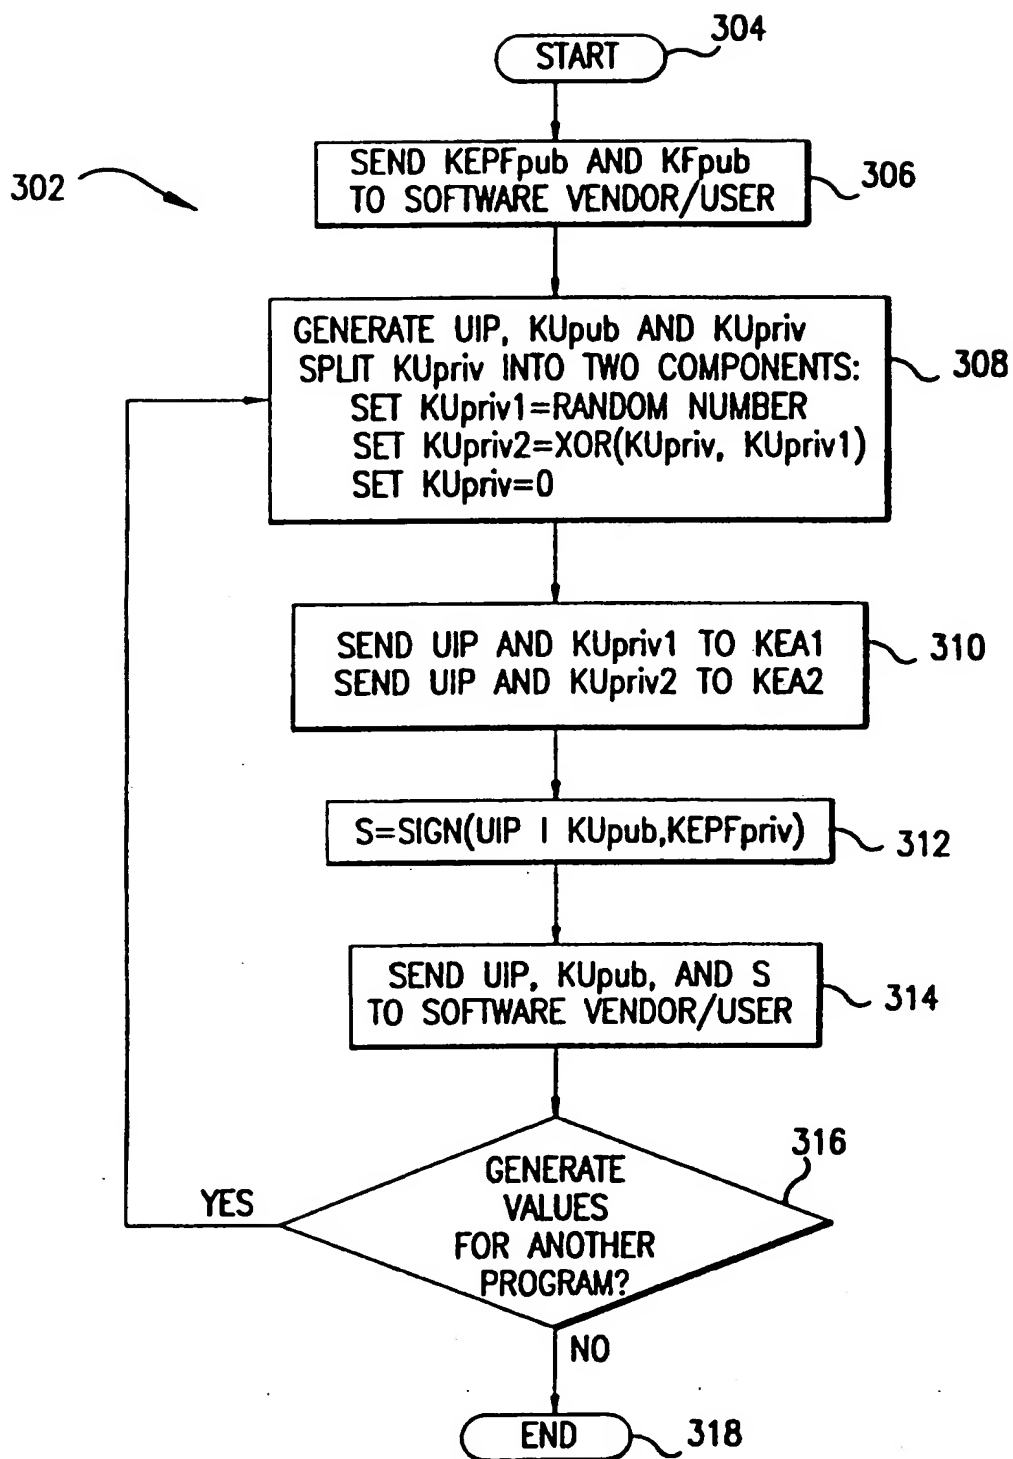 START
304
302
SEND KEPFpub AND KFpub
TO SOFTWARE VENDOR/USER
306
GENERATE UIP, KUpub AND KUpriv
SPLIT KUpriv INTO TWO COMPONENTS:
SET KUpriv1=RANDOM NUMBER
SET KUpriv2=XOR(KUpriv, KUpriv1)
SET KUpriv=0
308
SEND UIP AND KUpriv1 TO KEA1
SEND UIP AND KUpriv2 TO KEA2
310
S=SIGN(UIP | KUpub,KEPFpriv)
312
SEND UIP, KUpub, AND S
TO SOFTWARE VENDOR/USER
314
GENERATE
VALUES
FOR ANOTHER
PROGRAM?
316
YES
NO
END
318